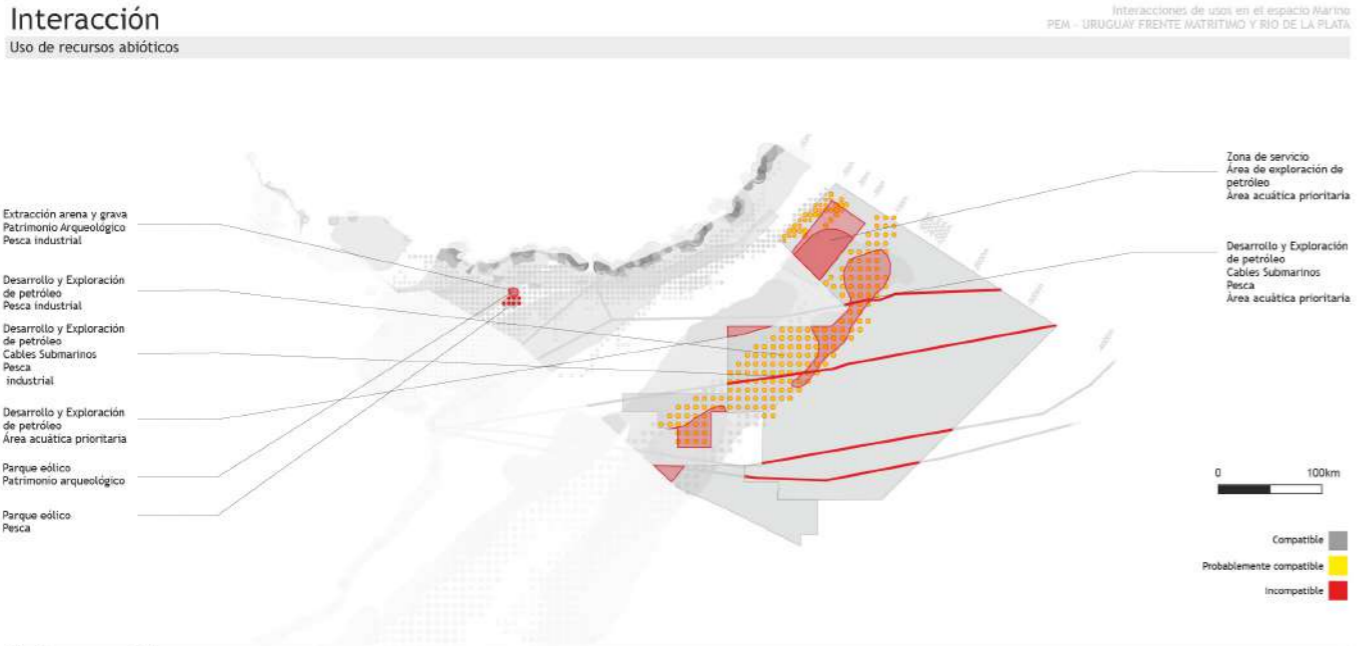 Interacción
Interacciones de usos en el espacio Marino
PEM - URUGUAY FRENTE MATRITIMO Y RIO DE LA PLATA
Uso de recursos abióticos
Extracción arena y grava
Patrimonio Arqueológico
Pesca industrial
Desarrollo y Exploración
de petróleo
Pesca industrial
Desarrollo y Exploración
de petróleo
Cables Submarinos
Pesca
industrial
Desarrollo y Exploración
de petróleo
Área acuática prioritaria
Parque eólico
Patrimonio arqueológico
Parque eólico
Pesca
Zona de servicio
Área de exploración de
petróleo
Área acuática prioritaria
Desarrollo y Exploración
de petróleo
Cables Submarinos
Pesca
Área acuática prioritaria
0 100km
Compatible
Probablemente compatible
Incompatible